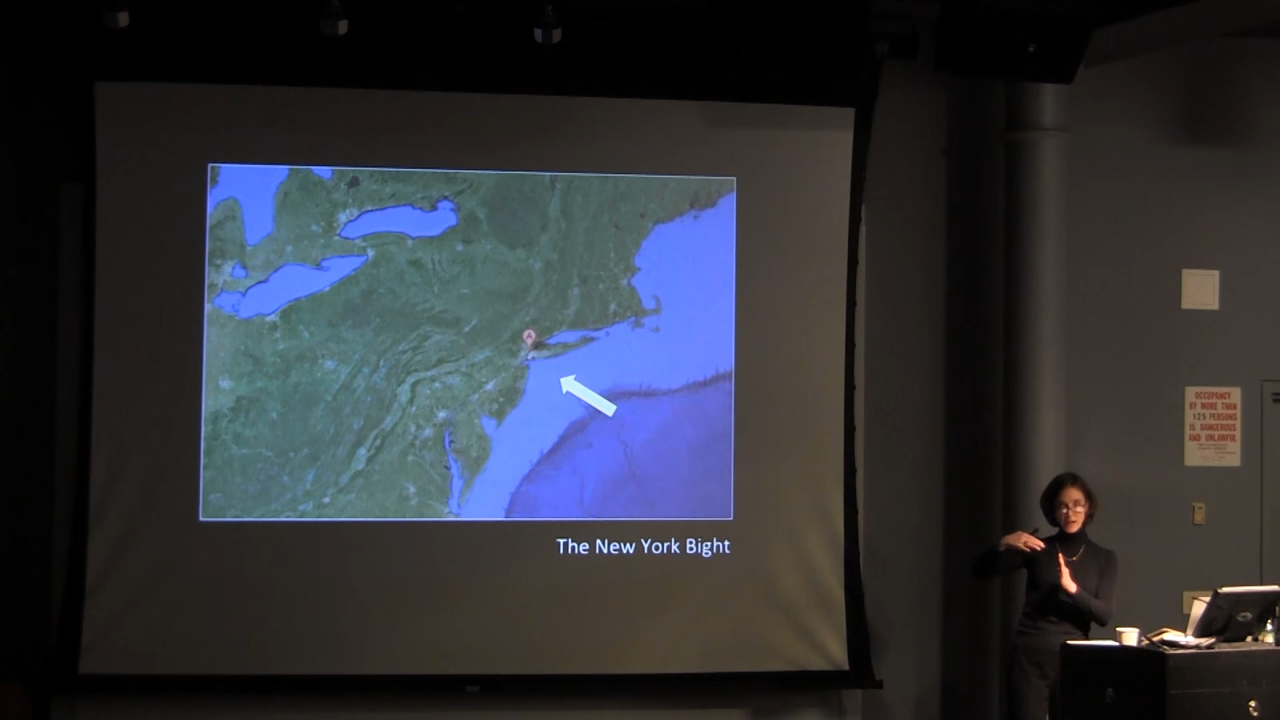 The New York Bight
OCCUPANCY
BY MORE THAN
125 PERSONS
IS DANGEROUS
AND UNLAWFUL